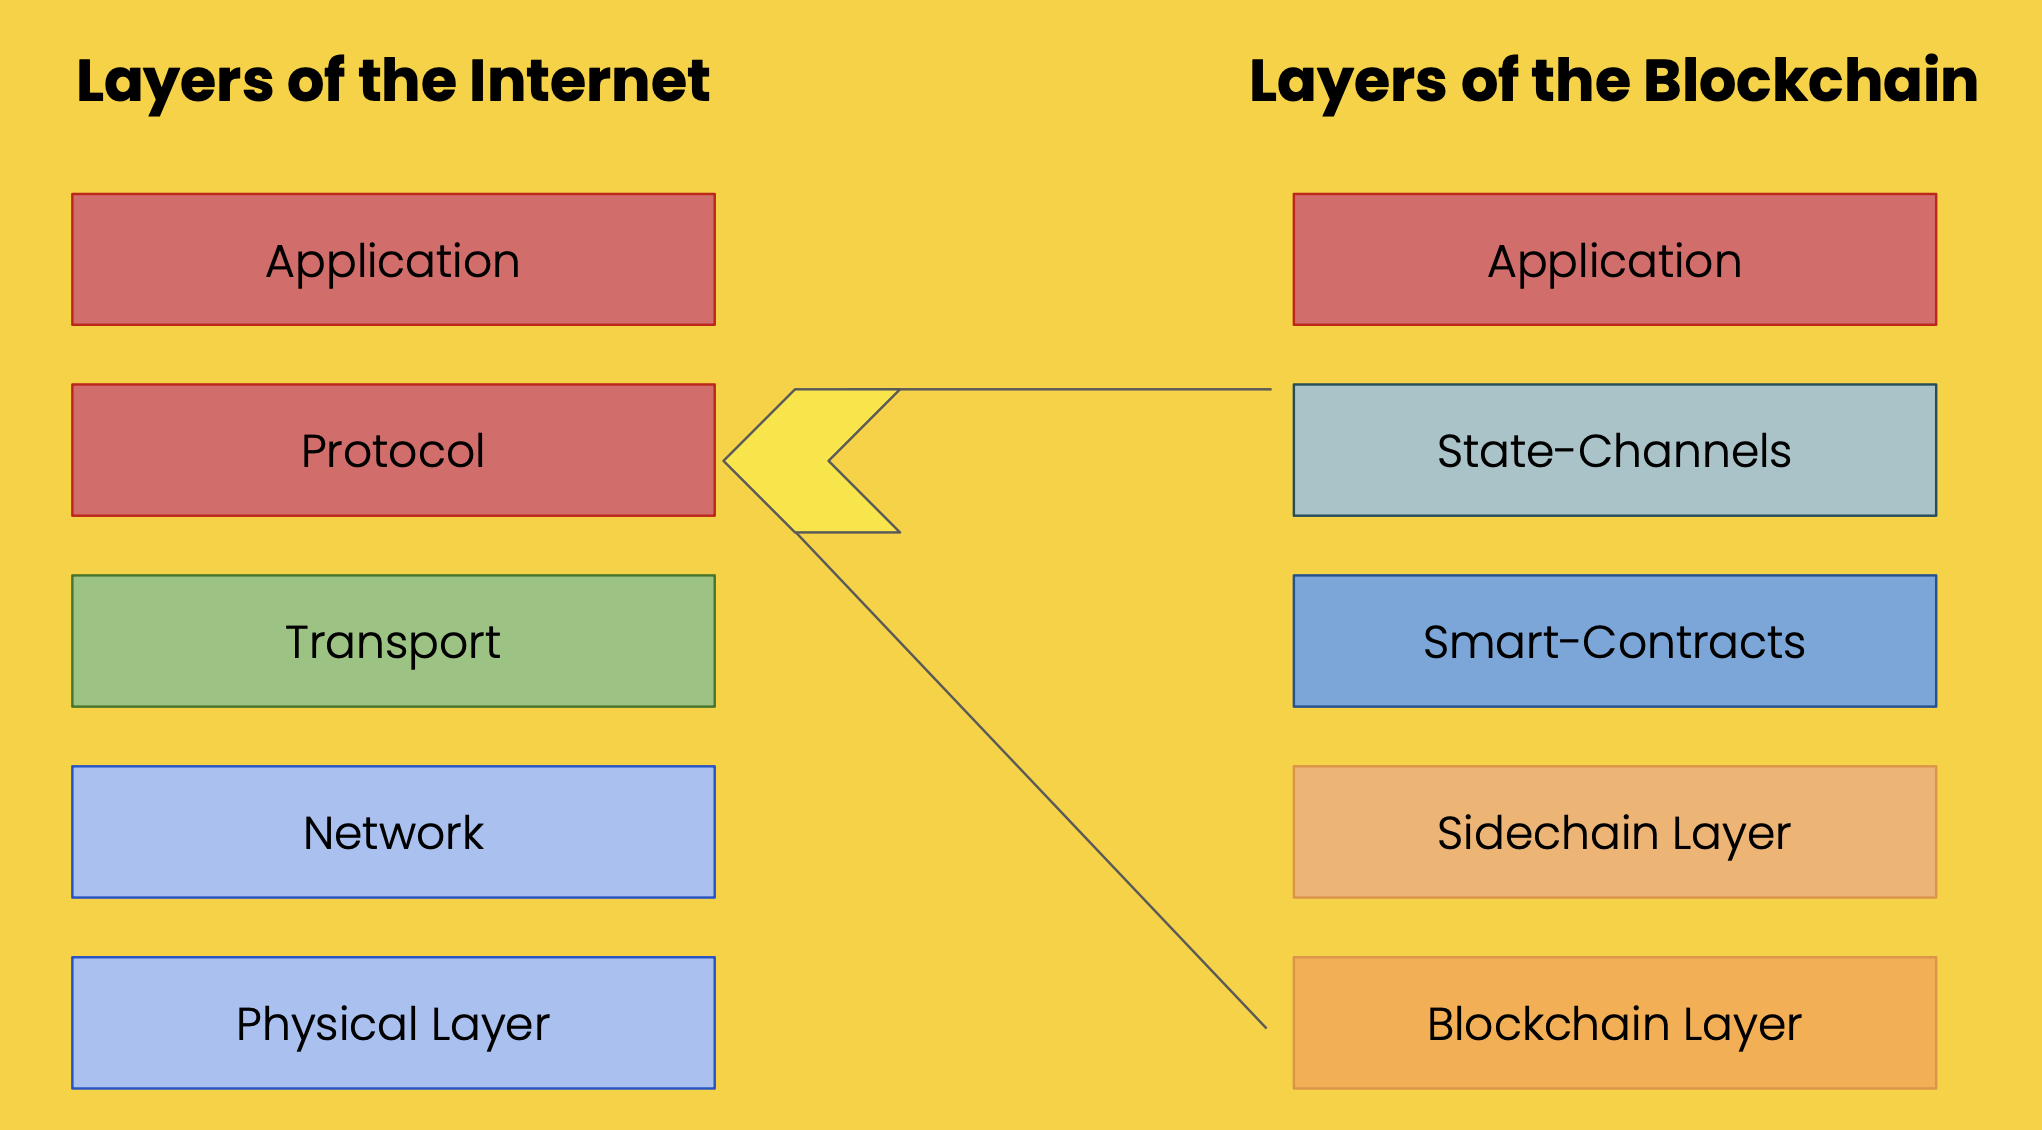 Layers of the Internet
Layers of the Blockchain
Application
Application
Protocol
State-Channels
Transport
Smart-Contracts
Network
Sidechain Layer
Physical Layer
Blockchain Layer